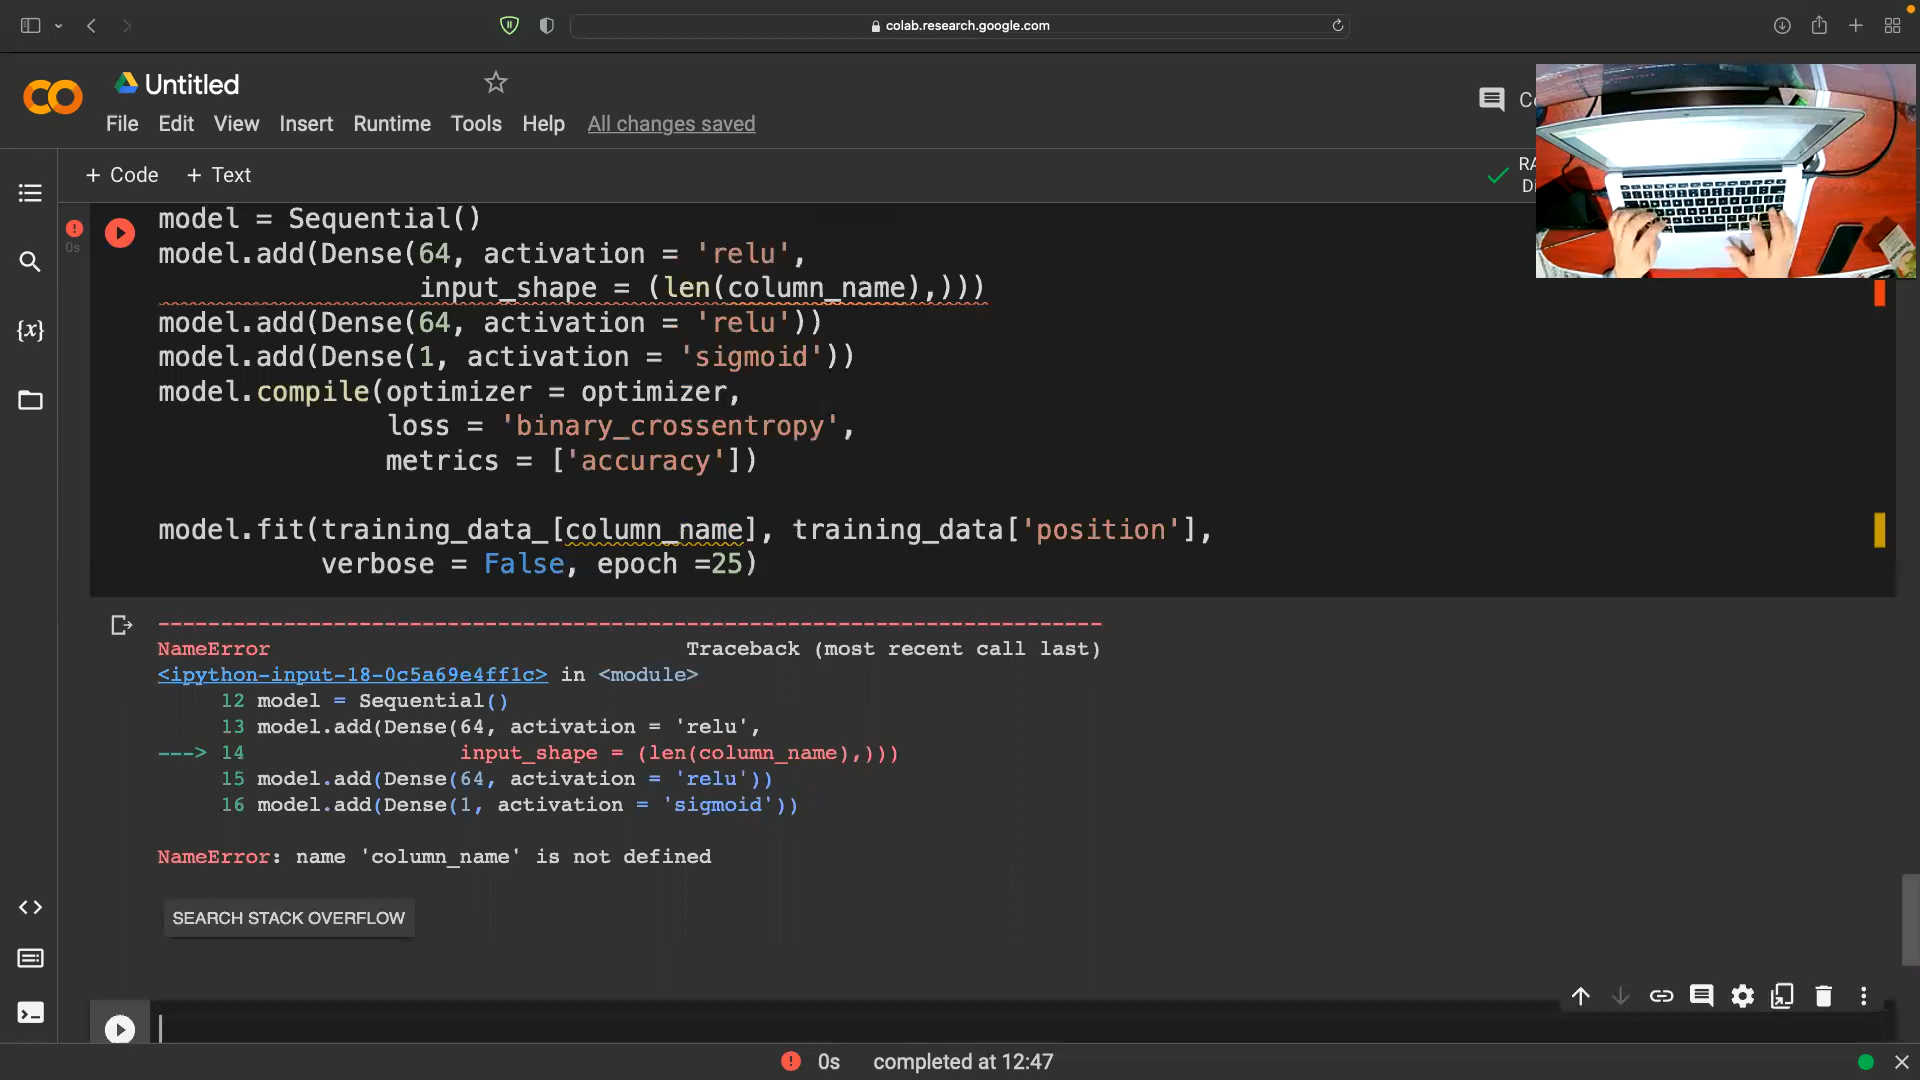 colab.research.google.com
Untitled
File Edit View Insert Runtime Tools Help All changes saved
+ Code + Text
model = Sequential()
model.add(Dense(64, activation = 'relu',
input_shape = (len(column_name),)))
model.add(Dense(64, activation = 'relu'))
model.add(Dense(1, activation = 'sigmoid'))
model.compile(optimizer = optimizer,
loss = 'binary_crossentropy',
metrics = ['accuracy'])
model.fit(training_data_[column_name], training_data['position'],
verbose = False, epoch =25)
0s
{x}
--------------------------------------------------------------------------
NameError Traceback (most recent call last)
<ipython-input-18-0c5a69e4ff1c> in <module>
12 model = Sequential()
13 model.add(Dense(64, activation = 'relu',
---> 14 input_shape = (len(column_name),)))
15 model.add(Dense(64, activation = 'relu'))
16 model.add(Dense(1, activation = 'sigmoid'))
NameError: name 'column_name' is not defined
SEARCH STACK OVERFLOW
0s completed at 12:47